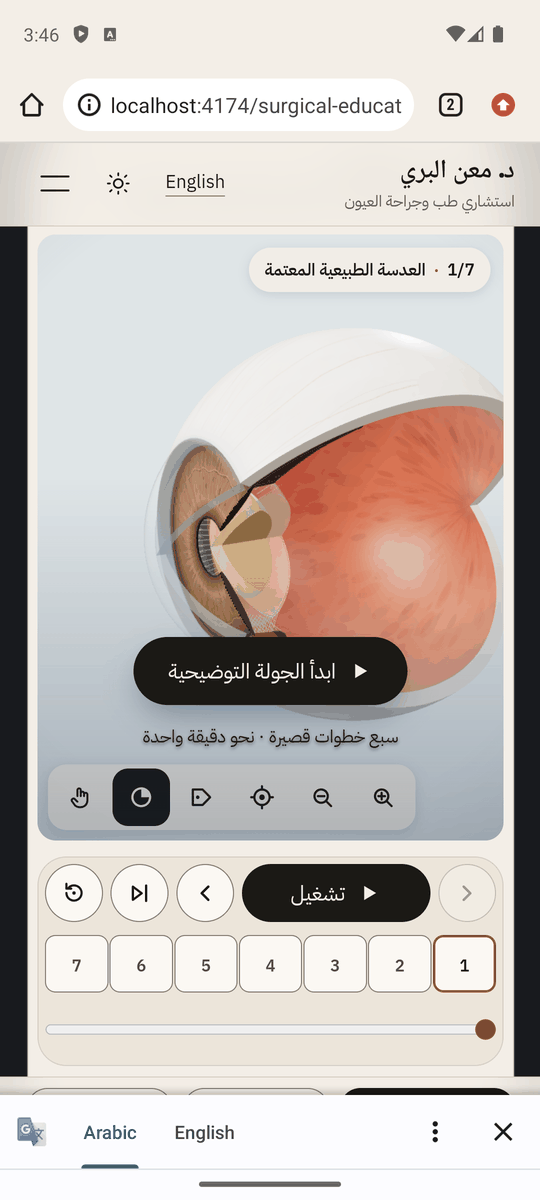 3:46
localhost:4174/surgical-educat
2
د. معن البري
استشاري طب وجراحة العيون
English
1/7 · العدسة الطبيعية المعتمة
ابدأ الجولة التوضيحية
سبع خطوات قصيرة · نحو دقيقة واحدة
تشغيل
1 2 3 4 5 6 7
Arabic English